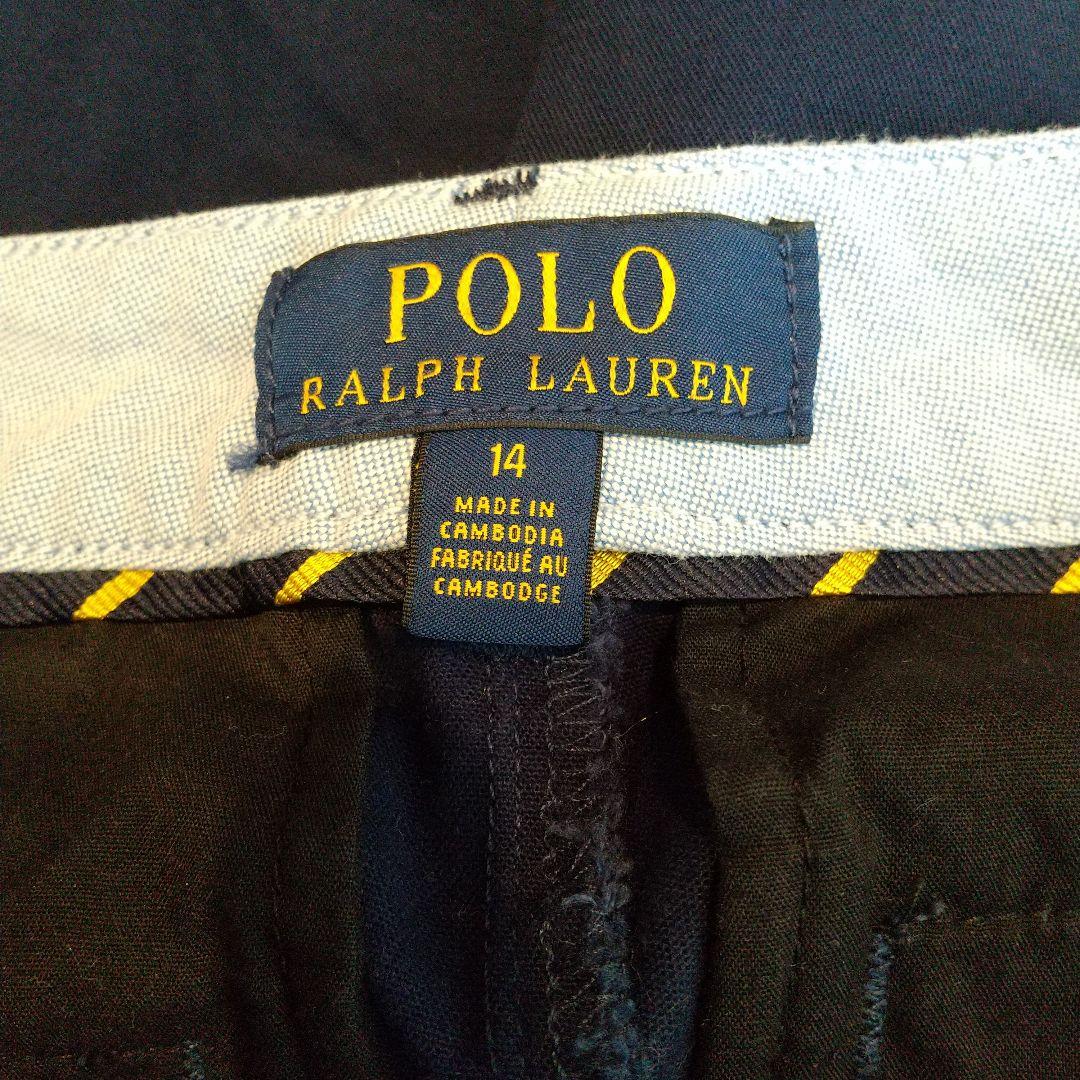 POLO
RALPH LAUREN
14
MADE IN
CAMBODIA
FABRIQUÉ AU
CAMBODGE